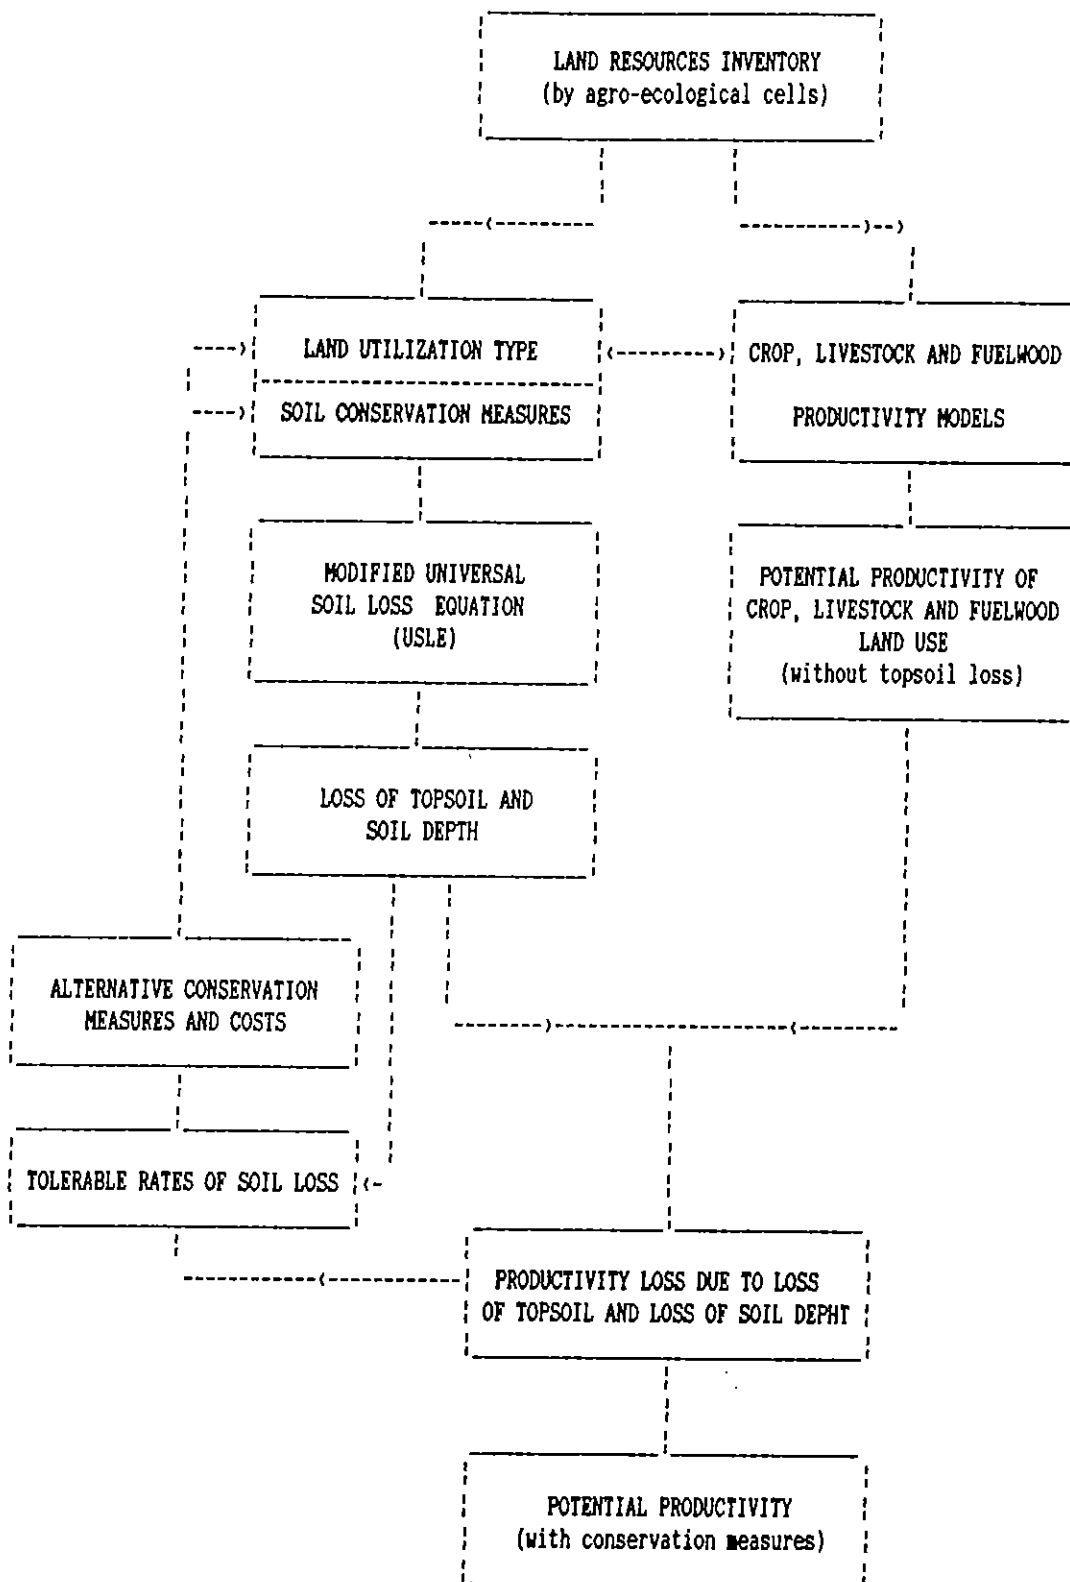 LAND RESOURCES INVENTORY
(by agro-ecological cells)
LAND UTILIZATION TYPE
SOIL CONSERVATION MEASURES
CROP, LIVESTOCK AND FUELWOOD
PRODUCTIVITY MODELS
MODIFIED UNIVERSAL
SOIL LOSS EQUATION
(USLE)
POTENTIAL PRODUCTIVITY OF
CROP, LIVESTOCK AND FUELWOOD
LAND USE
(without topsoil loss)
LOSS OF TOPSOIL AND
SOIL DEPTH
ALTERNATIVE CONSERVATION
MEASURES AND COSTS
TOLERABLE RATES OF SOIL LOSS
PRODUCTIVITY LOSS DUE TO LOSS
OF TOPSOIL AND LOSS OF SOIL DEPHT
POTENTIAL PRODUCTIVITY
(with conservation measures)